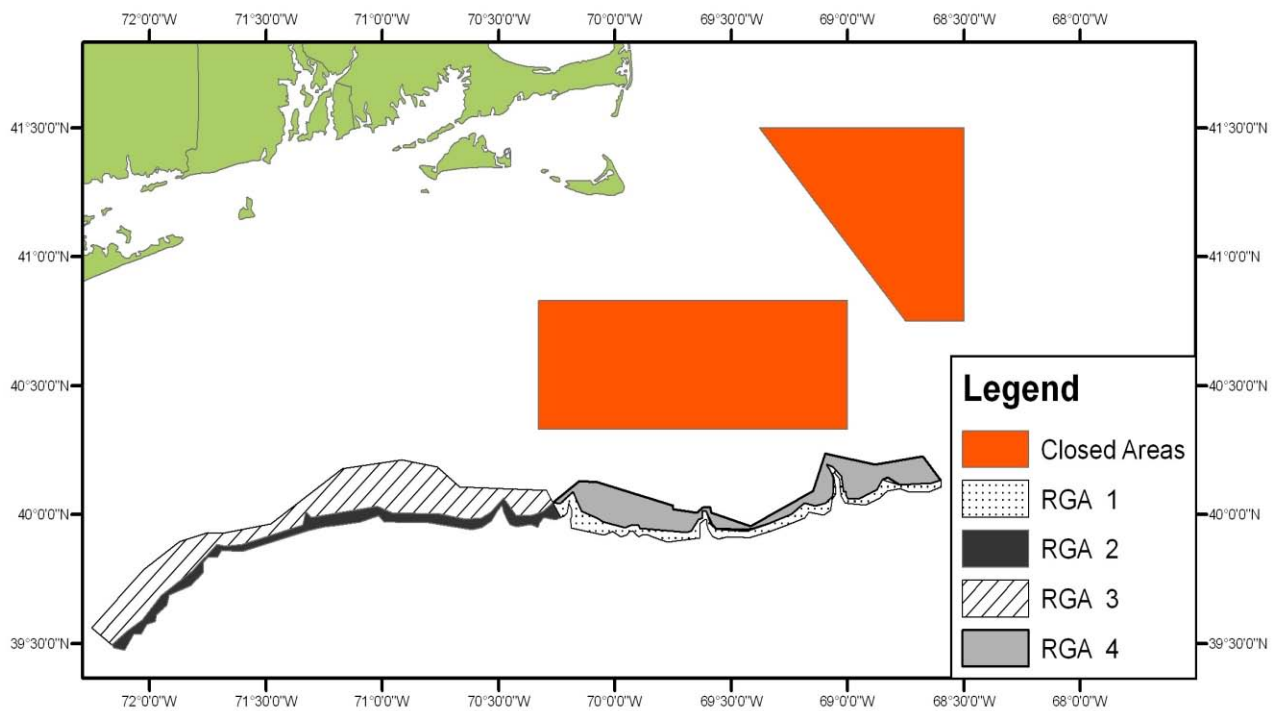 72°0'0"W 71°30'0"W 71°0'0"W 70°30'0"W 70°0'0"W 69°30'0"W 69°0'0"W 68°30'0"W 68°0'0"W
41°30'0"N 41°30'0"N
41°0'0"N 41°0'0"N
40°30'0"N 40°30'0"N
Legend
Closed Areas
RGA 1
40°0'0"N 40°0'0"N
RGA 2
RGA 3
39°30'0"N 39°30'0"N
RGA 4
72°0'0"W 71°30'0"W 71°0'0"W 70°30'0"W 70°0'0"W 69°30'0"W 69°0'0"W 68°30'0"W 68°0'0"W